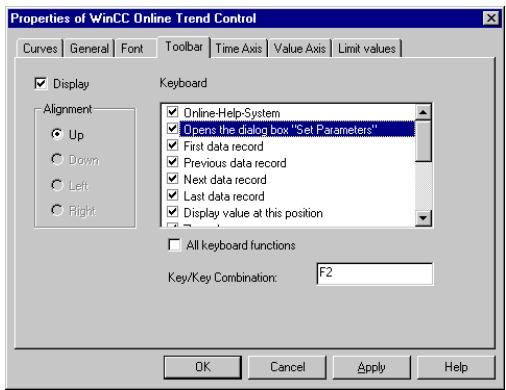 Properties of WinCC Online Trend Control
Curves General Font Toolbar Time Axis Value Axis Limit values
Display
Keyboard
Alignment
Up
Down
Left
Right
Online-Help-System
Opens the dialog box "Set Parameters"
First data record
Previous data record
Next data record
Last data record
Display value at this position
All keyboard functions
Key/Key Combination: F2
OK Cancel Apply Help